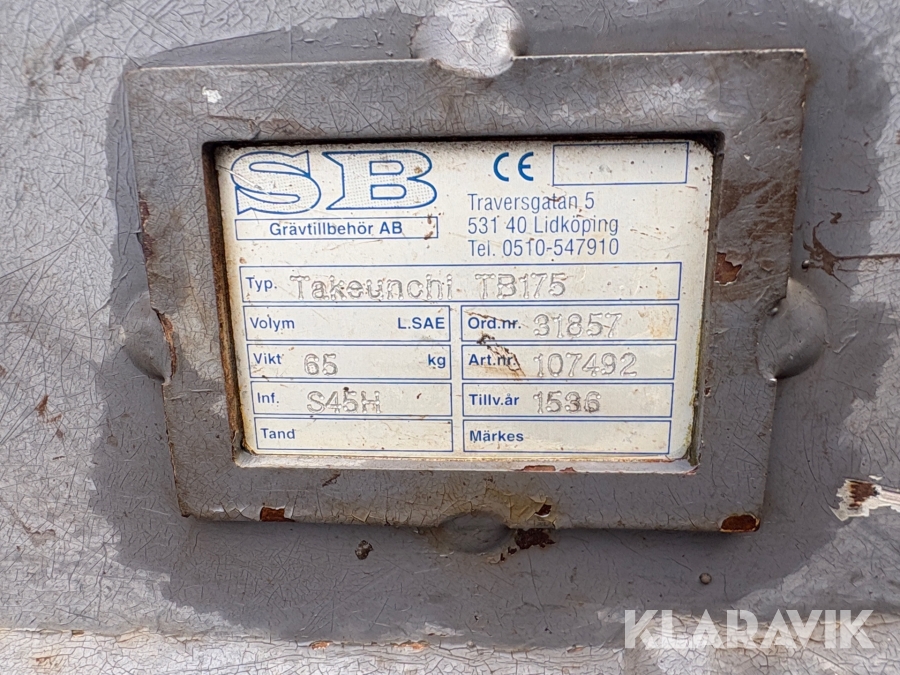 SB
CE
Grävtillbehör AB
Traversgatan 5
531 40 Lidköping
Tel. 0510-547910
Typ. Takeunchi TB175
Volym L.SAE
Ord.nr. 31857
Vikt 65 kg
Art.nr. 107492
Inf. S45H
Tillv.år 1536
Tand
Märkes
KLARAVIK